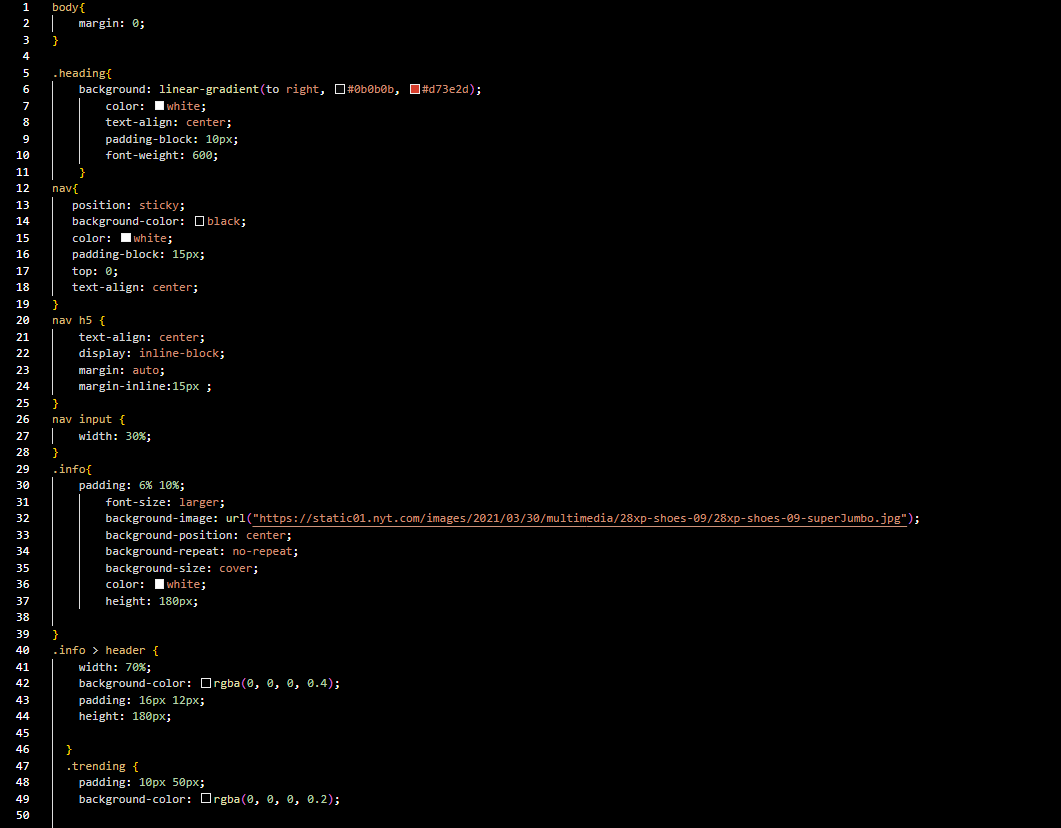 1 body{
2     margin: 0;
3 }
4
5 .heading{
6     background: linear-gradient(to right, #0b0b0b, #d73e2d);
7         color: white;
8         text-align: center;
9         padding-block: 10px;
10         font-weight: 600;
11     }
12 nav{
13    position: sticky;
14    background-color: black;
15    color: white;
16    padding-block: 15px;
17    top: 0;
18    text-align: center;
19 }
20 nav h5 {
21     text-align: center;
22     display: inline-block;
23     margin: auto;
24     margin-inline:15px ;
25 }
26 nav input {
27     width: 30%;
28 }
29 .info{
30     padding: 6% 10%;
31         font-size: larger;
32         background-image: url("https://static01.nyt.com/images/2021/03/30/multimedia/28xp-shoes-09/28xp-shoes-09-superJumbo.jpg");
33         background-position: center;
34         background-repeat: no-repeat;
35         background-size: cover;
36         color: white;
37         height: 180px;
38
39 }
40 .info > header {
41     width: 70%;
42     background-color: rgba(0, 0, 0, 0.4);
43     padding: 16px 12px;
44     height: 180px;
45
46   }
47   .trending {
48     padding: 10px 50px;
49     background-color: rgba(0, 0, 0, 0.2);
50